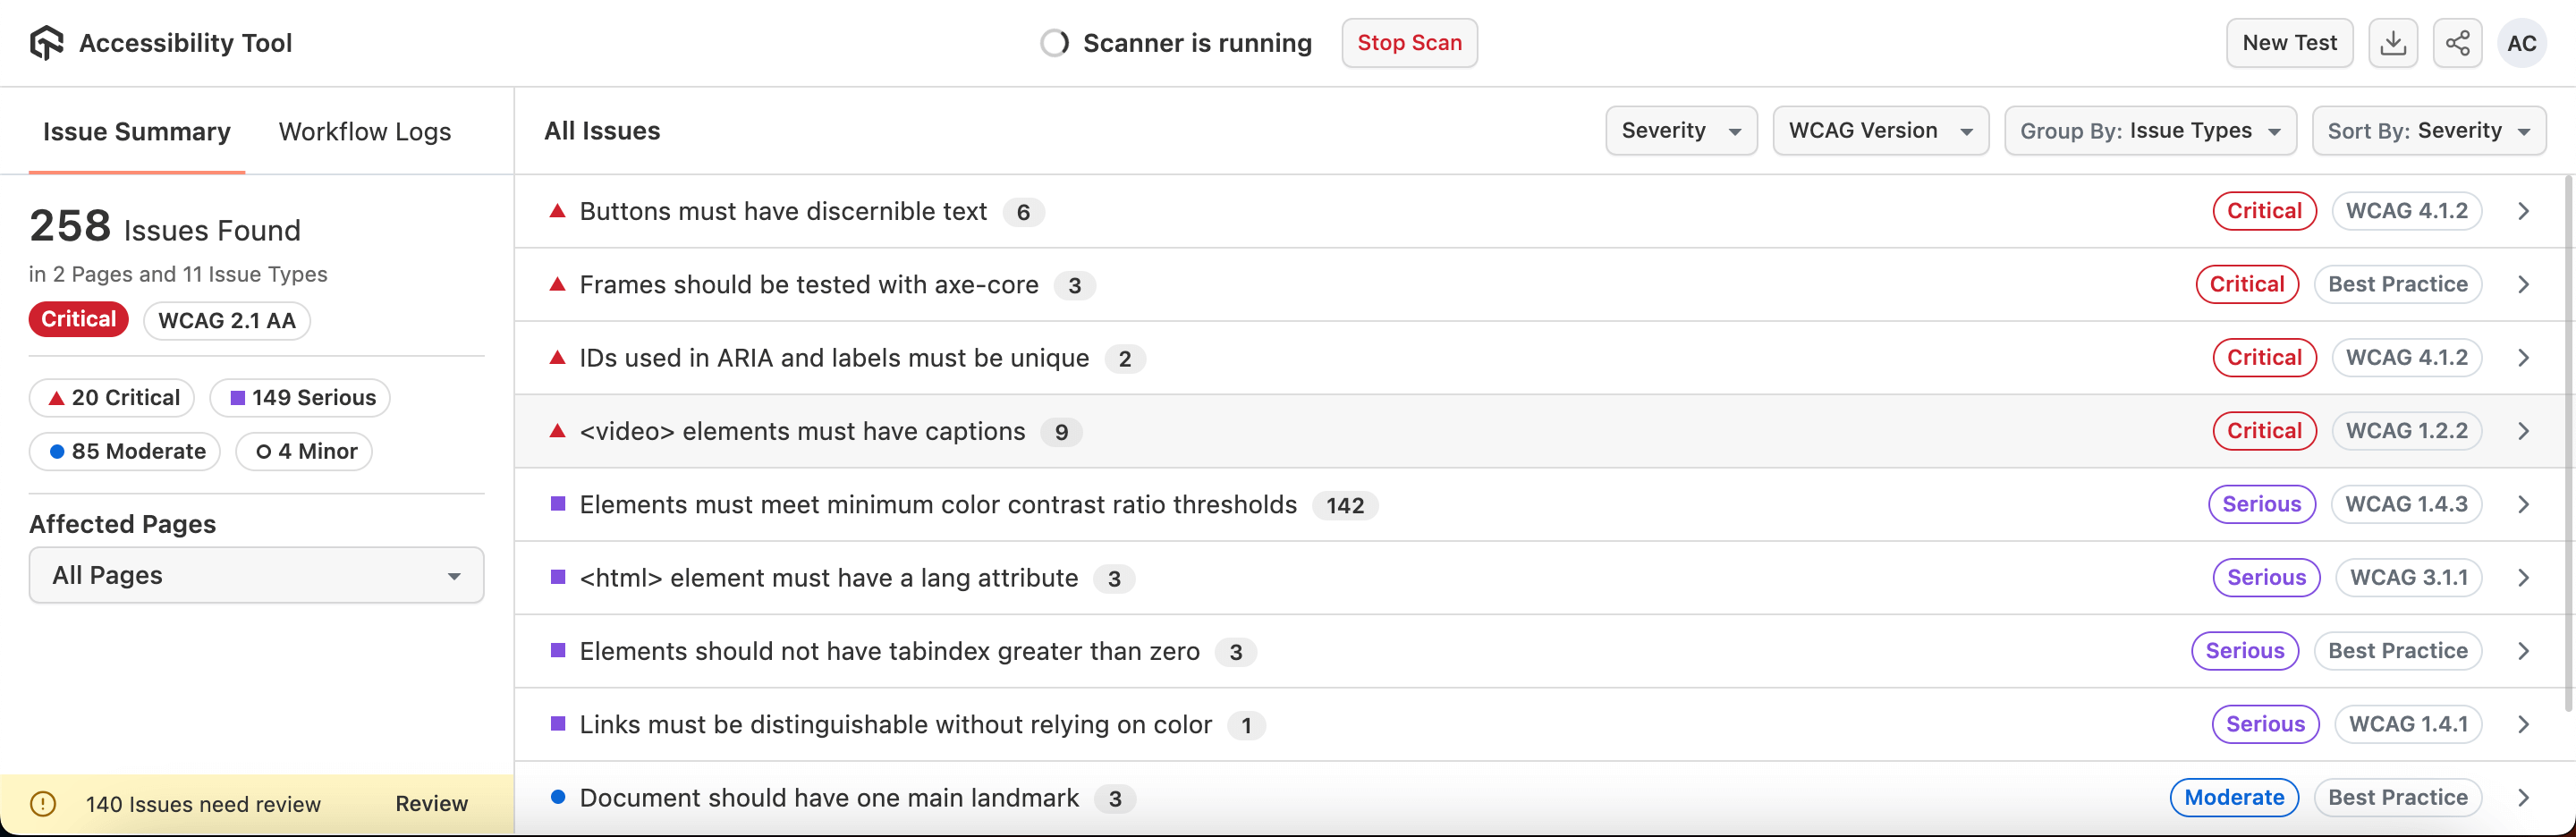 Accessibility Tool
Scanner is running
Stop Scan
New Test
AC
Issue Summary
Workflow Logs
258 Issues Found
in 2 Pages and 11 Issue Types
Critical
WCAG 2.1 AA
20 Critical
149 Serious
85 Moderate
4 Minor
Affected Pages
All Pages
140 Issues need review
Review
All Issues
Severity
WCAG Version
Group By: Issue Types
Sort By: Severity
Buttons must have discernible text 6 Critical WCAG 4.1.2
Frames should be tested with axe-core 3 Critical Best Practice
IDs used in ARIA and labels must be unique 2 Critical WCAG 4.1.2
<video> elements must have captions 9 Critical WCAG 1.2.2
Elements must meet minimum color contrast ratio thresholds 142 Serious WCAG 1.4.3
<html> element must have a lang attribute 3 Serious WCAG 3.1.1
Elements should not have tabindex greater than zero 3 Serious Best Practice
Links must be distinguishable without relying on color 1 Serious WCAG 1.4.1
Document should have one main landmark 3 Moderate Best Practice